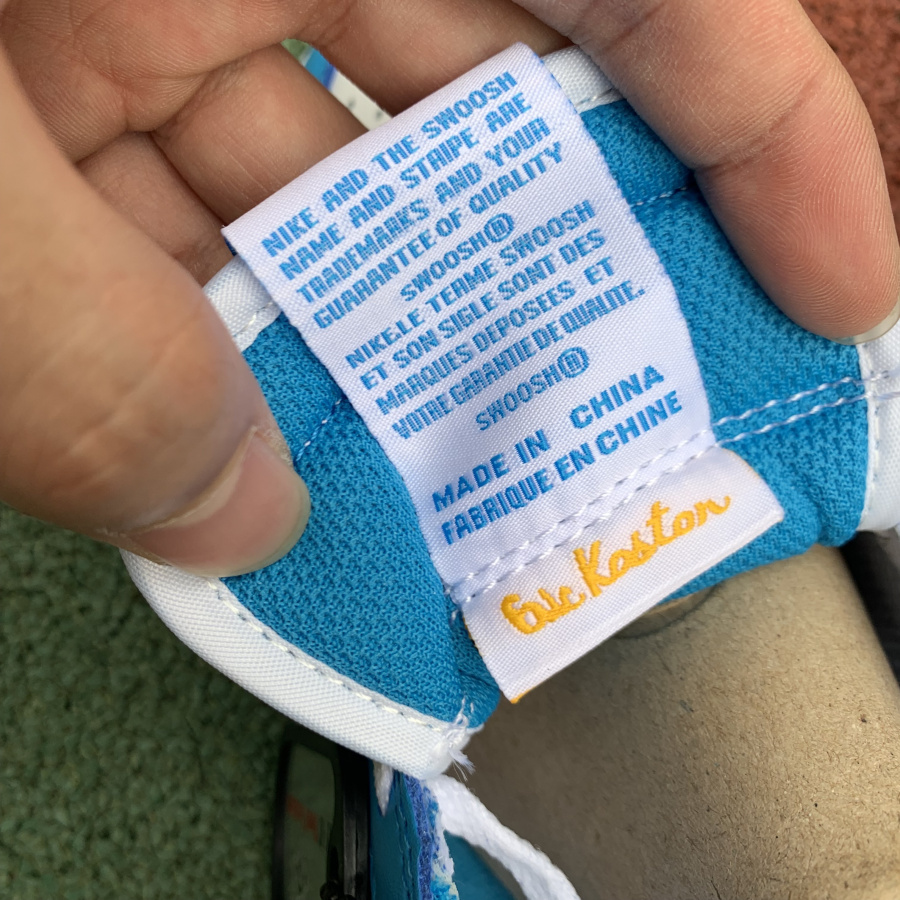 NIKE AND THE SWOOSH
NAME AND STRIPE ARE
TRADEMARKS AND YOUR
GUARANTEE OF QUALITY
SWOOSH®
NIKE.LE TERME SWOOSH
ET SON SIGLE SONT DES
MARQUES DEPOSEES ET
VOTRE GARANTIE DE QUALITE.
SWOOSH®
MADE IN CHINA
FABRIQUE EN CHINE
Eric Koston